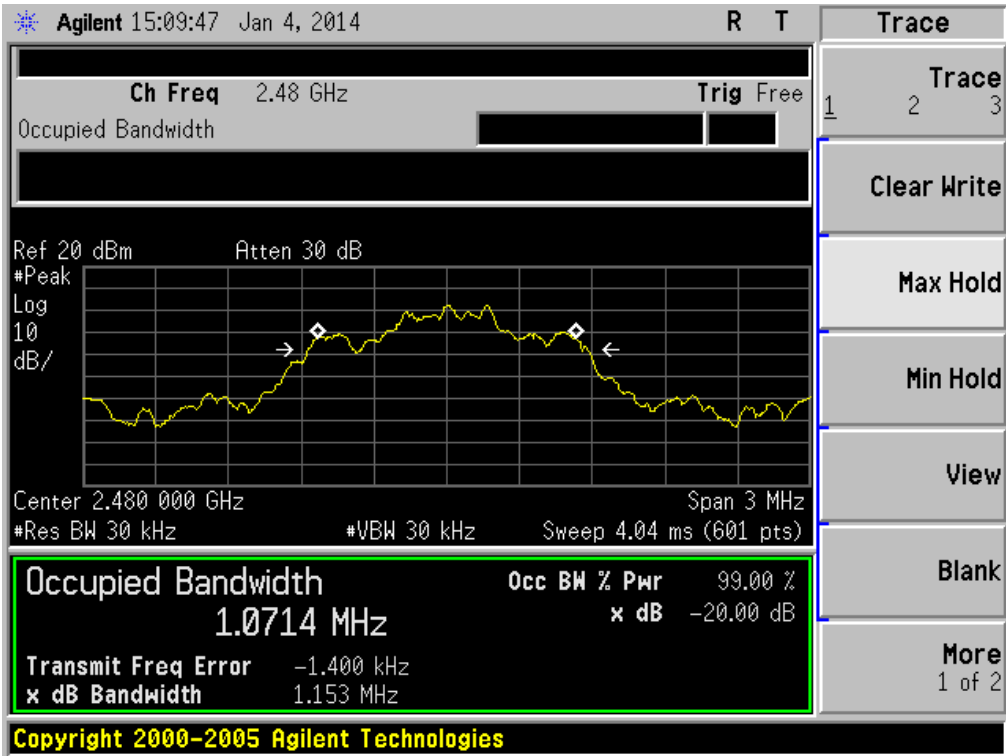 Agilent 15:09:47 Jan 4, 2014 R T
Trace
Ch Freq 2.48 GHz Trig Free
Occupied Bandwidth
Ref 20 dBm Atten 30 dB
#Peak
Log
10
dB/
Center 2.480 000 GHz Span 3 MHz
#Res BW 30 kHz #VBW 30 kHz Sweep 4.04 ms (601 pts)
Occupied Bandwidth
1.0714 MHz
Occ BW % Pwr 99.00 %
x dB -20.00 dB
Transmit Freq Error -1.400 kHz
x dB Bandwidth 1.153 MHz
Trace
1 2 3
Clear Write
Max Hold
Min Hold
View
Blank
More
1 of 2
Copyright 2000-2005 Agilent Technologies